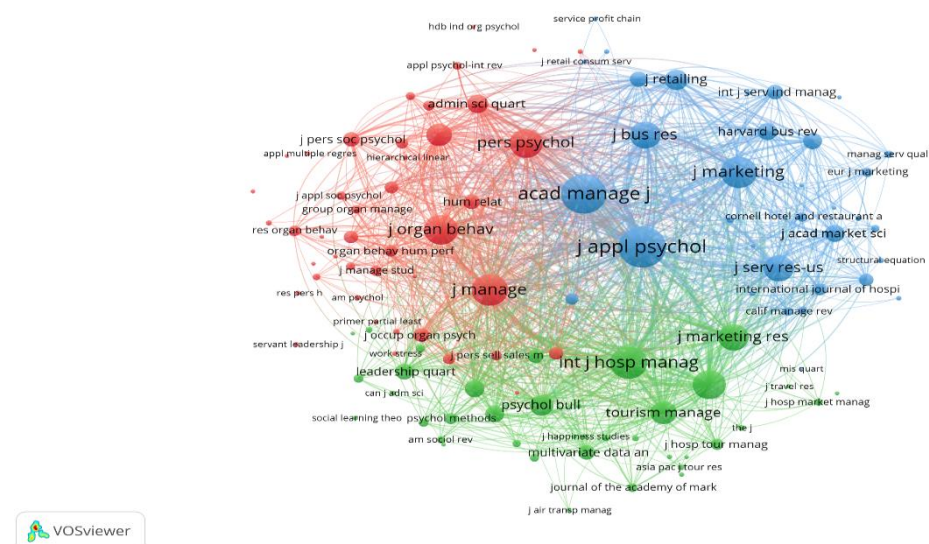 service profit chain
hdb ind org psychol
j retail consum serv
appl psychol-int rev
j retailing
int j serv ind manag
admin sci quart
j bus res
harvard bus rev
j pers soc psychol
pers psychol
appl multiple regres
hierarchical linear
manag serv qual
j marketing
eur j marketing
acad manage j
j appl soc psychol
hum relat
group organ manage
cornell hotel and restaurant a
res organ behav
j organ behav
j acad market sci
j appl psychol
organ behav hum perf
structural equation
j serv res-us
j manage stud
j manage
international journal of hospi
res pers h
am psychol
calif manage rev
primer partial least
j occup organ psych
j marketing res
servant leadership j
work stress
j pers sell sales m
int j hosp manag
leadership quart
mis quart
j travel res
can j adm sci
j hosp market manag
psychol bull
tourism manage
social learning theo
psychol methods
the j
am sociol rev
j happiness studies
j hosp tour manag
multivariate data an
asia pac j tour res
journal of the academy of mark
j air transp manag
VOSviewer